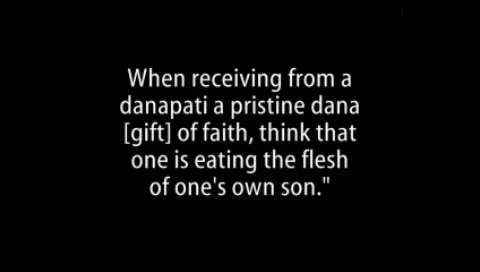 When receiving from a
danapati a pristine dana
[gift] of faith, think that
one is eating the flesh
of one's own son."